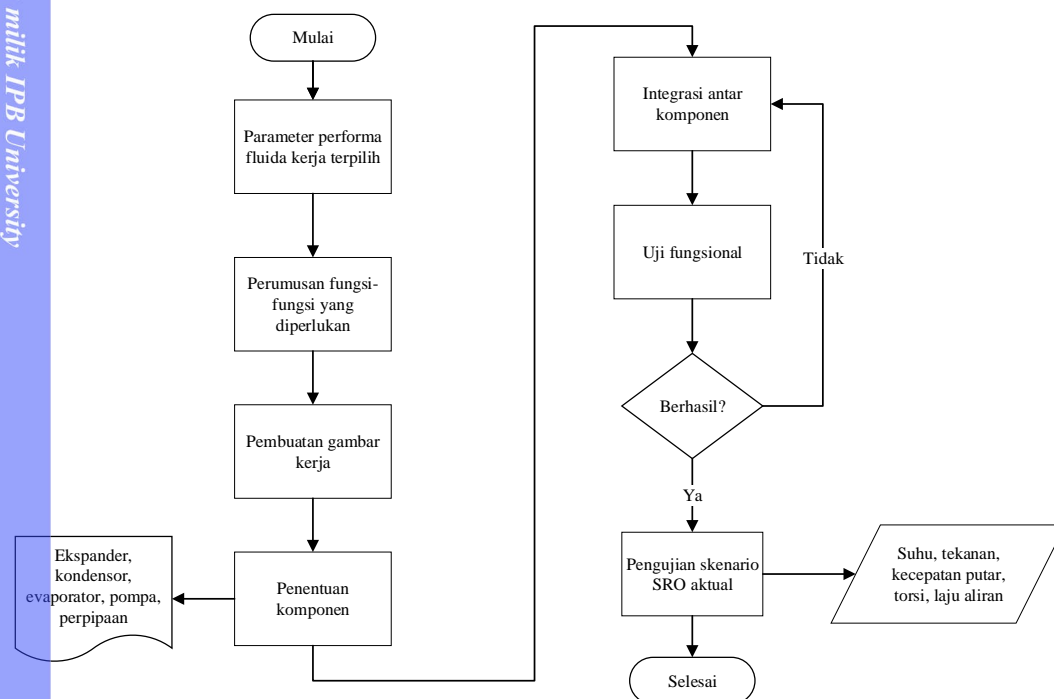 milik IPB University
Mulai
Parameter performa
fluida kerja terpilih
Perumusan fungsi-
fungsi yang
diperlukan
Pembuatan gambar
kerja
Penentuan
komponen
Ekspander,
kondensor,
evaporator, pompa,
perpipaan
Integrasi antar
komponen
Uji fungsional
Tidak
Berhasil?
Ya
Pengujian skenario
SRO aktual
Suhu, tekanan,
kecepatan putar,
torsi, laju aliran
Selesai